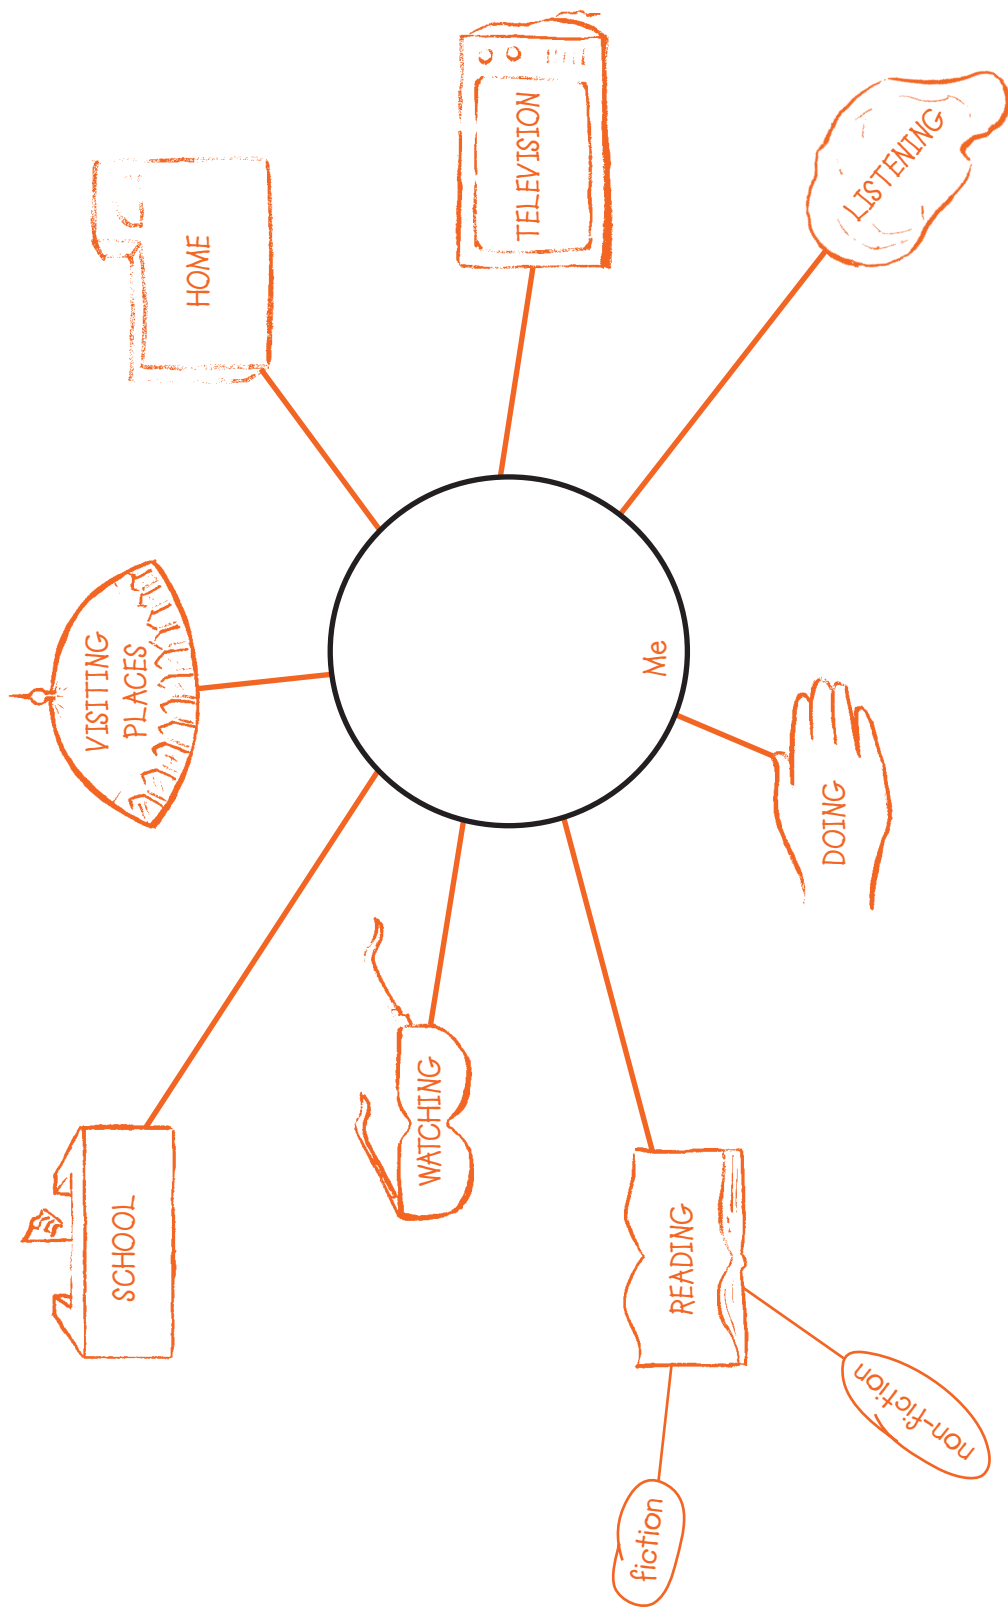 SCHOOL
VISITING
PLACES
HOME
WATCHING
TELEVISION
Me
READING
DOING
LISTENING
fiction
non-fiction